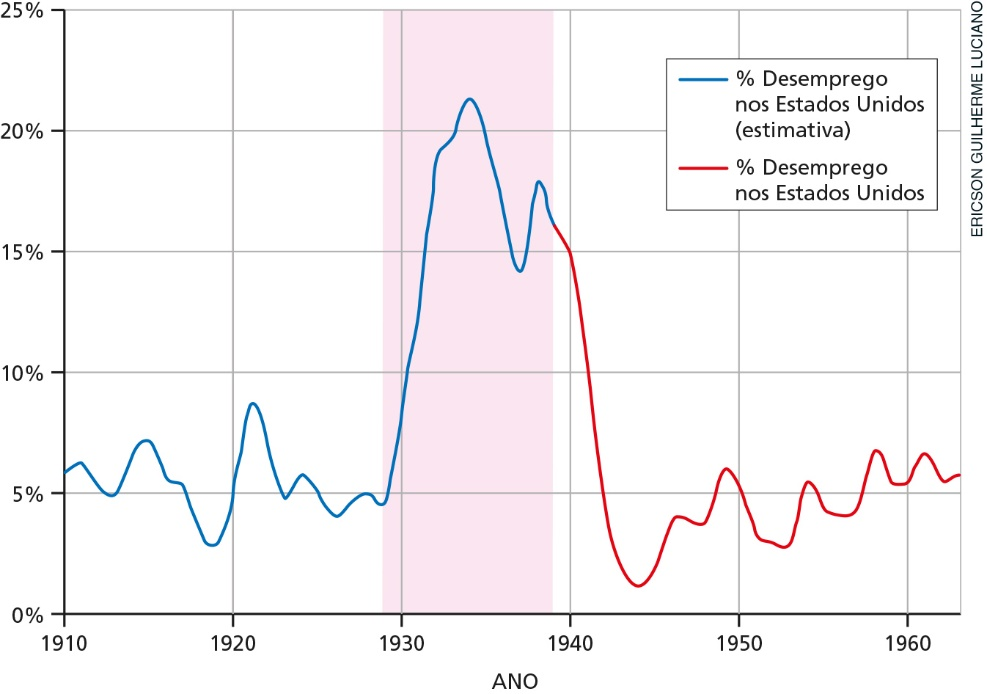 25%
20%
15%
10%
5%
0%
1910 1920 1930 1940 1950 1960
ANO
% Desemprego
nos Estados Unidos
(estimativa)
% Desemprego
nos Estados Unidos
ERICSON GUILHERME LUCIANO